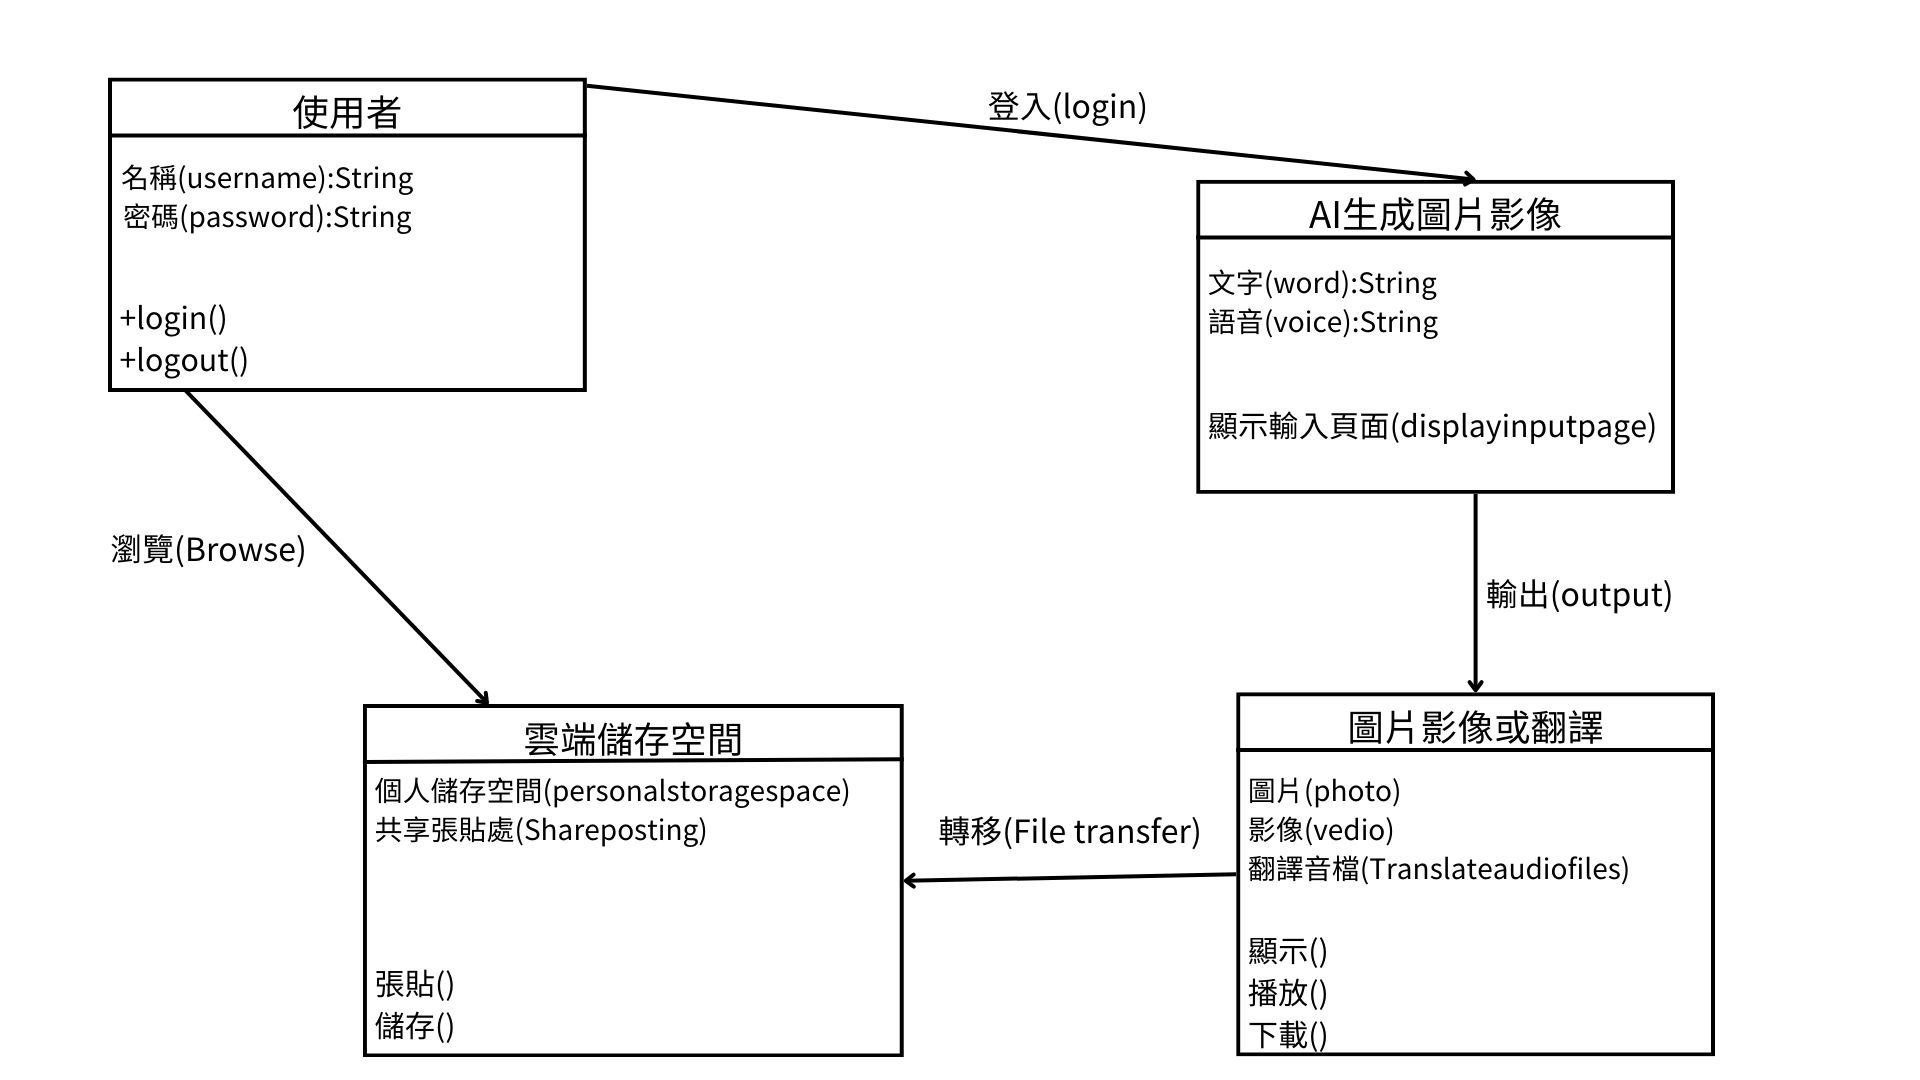 使用者
名稱(username):String
密碼(password):String
+login()
+logout()
登入(login)
AI生成圖片影像
文字(word):String
語音(voice):String
顯示輸入頁面(displayinputpage)
瀏覽(Browse)
輸出(output)
雲端儲存空間
個人儲存空間(personalstoragespace)
共享張貼處(Shareposting)
張貼()
儲存()
轉移(File transfer)
圖片影像或翻譯
圖片(photo)
影像(vedio)
翻譯音檔(Translateaudiofiles)
顯示()
播放()
下載()